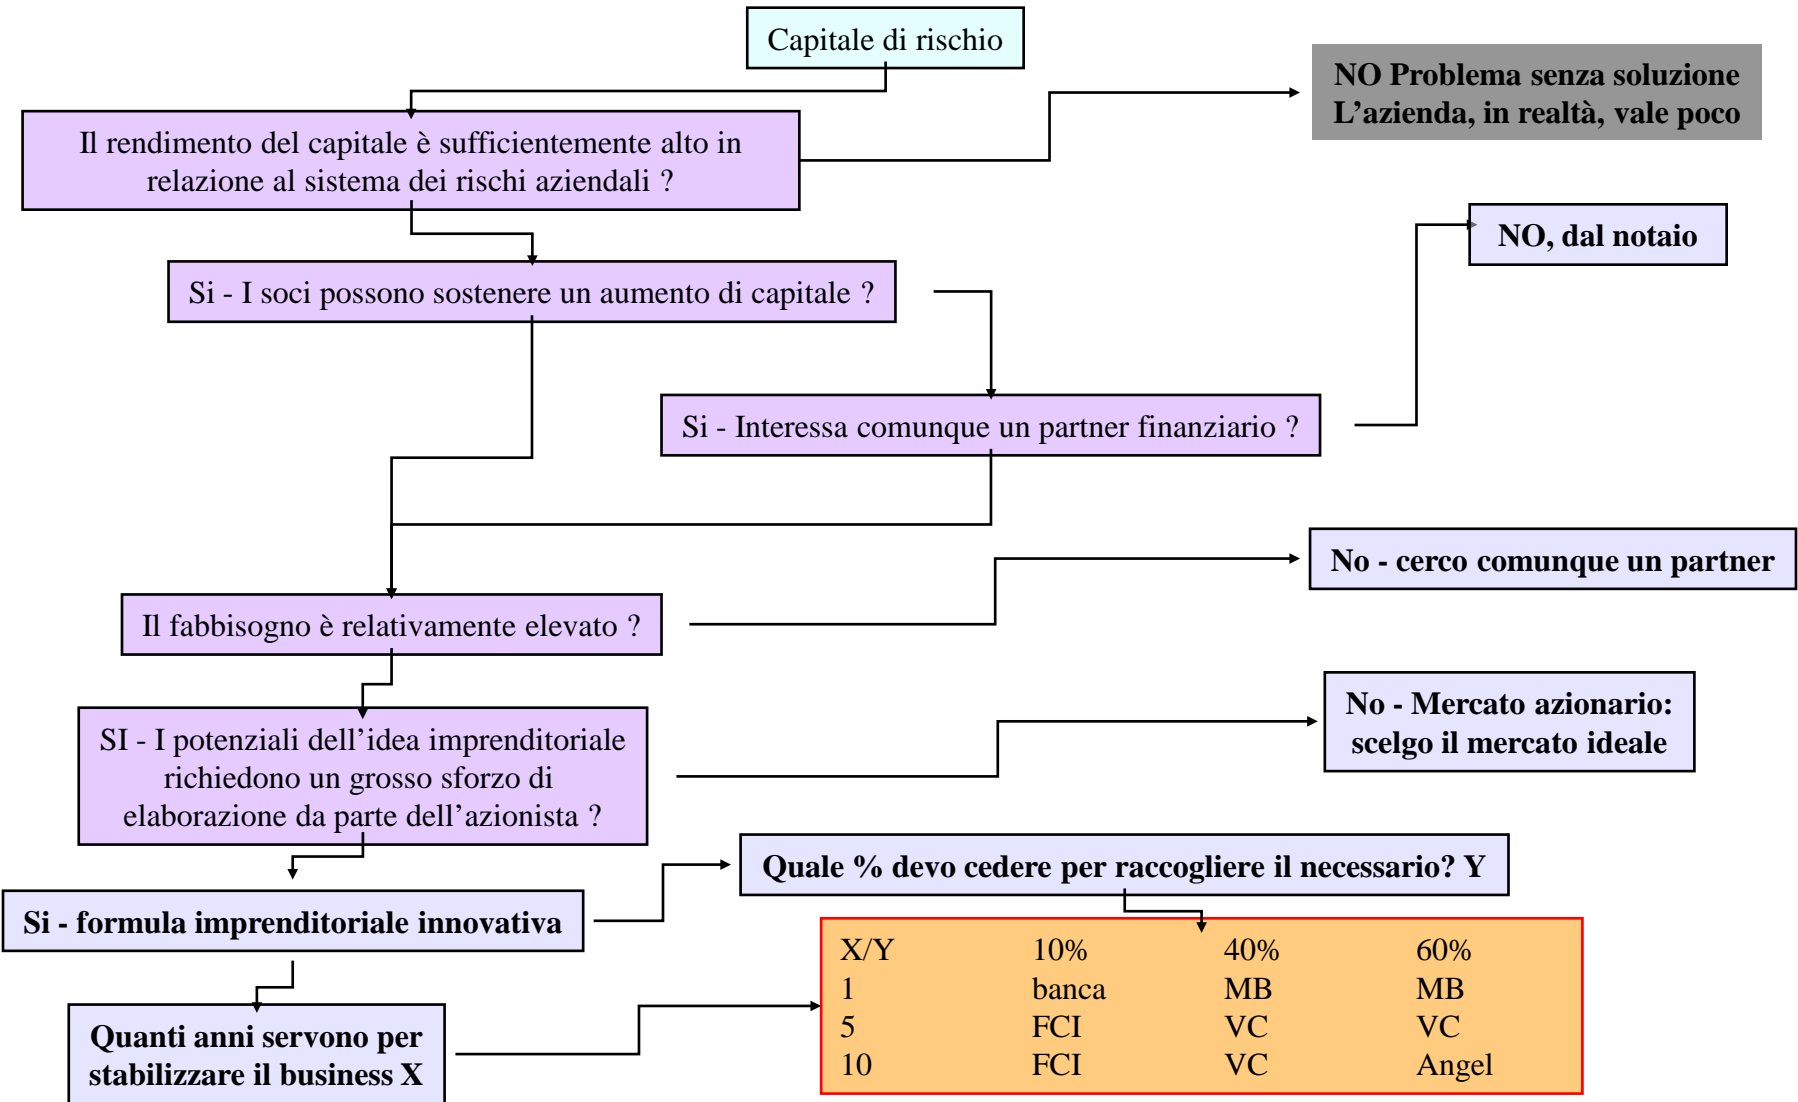 Capitale di rischio
NO Problema senza soluzione
L’azienda, in realtà, vale poco
Il rendimento del capitale è sufficientemente alto in
relazione al sistema dei rischi aziendali ?
NO, dal notaio
Si - I soci possono sostenere un aumento di capitale ?
Si - Interessa comunque un partner finanziario ?
No - cerco comunque un partner
Il fabbisogno è relativamente elevato ?
No - Mercato azionario:
scelgo il mercato ideale
SI - I potenziali dell’idea imprenditoriale
richiedono un grosso sforzo di
elaborazione da parte dell’azionista ?
Quale % devo cedere per raccogliere il necessario? Y
Si - formula imprenditoriale innovativa
X/Y 10% 40% 60%
1 banca MB MB
5 FCI VC VC
10 FCI VC Angel
Quanti anni servono per
stabilizzare il business X